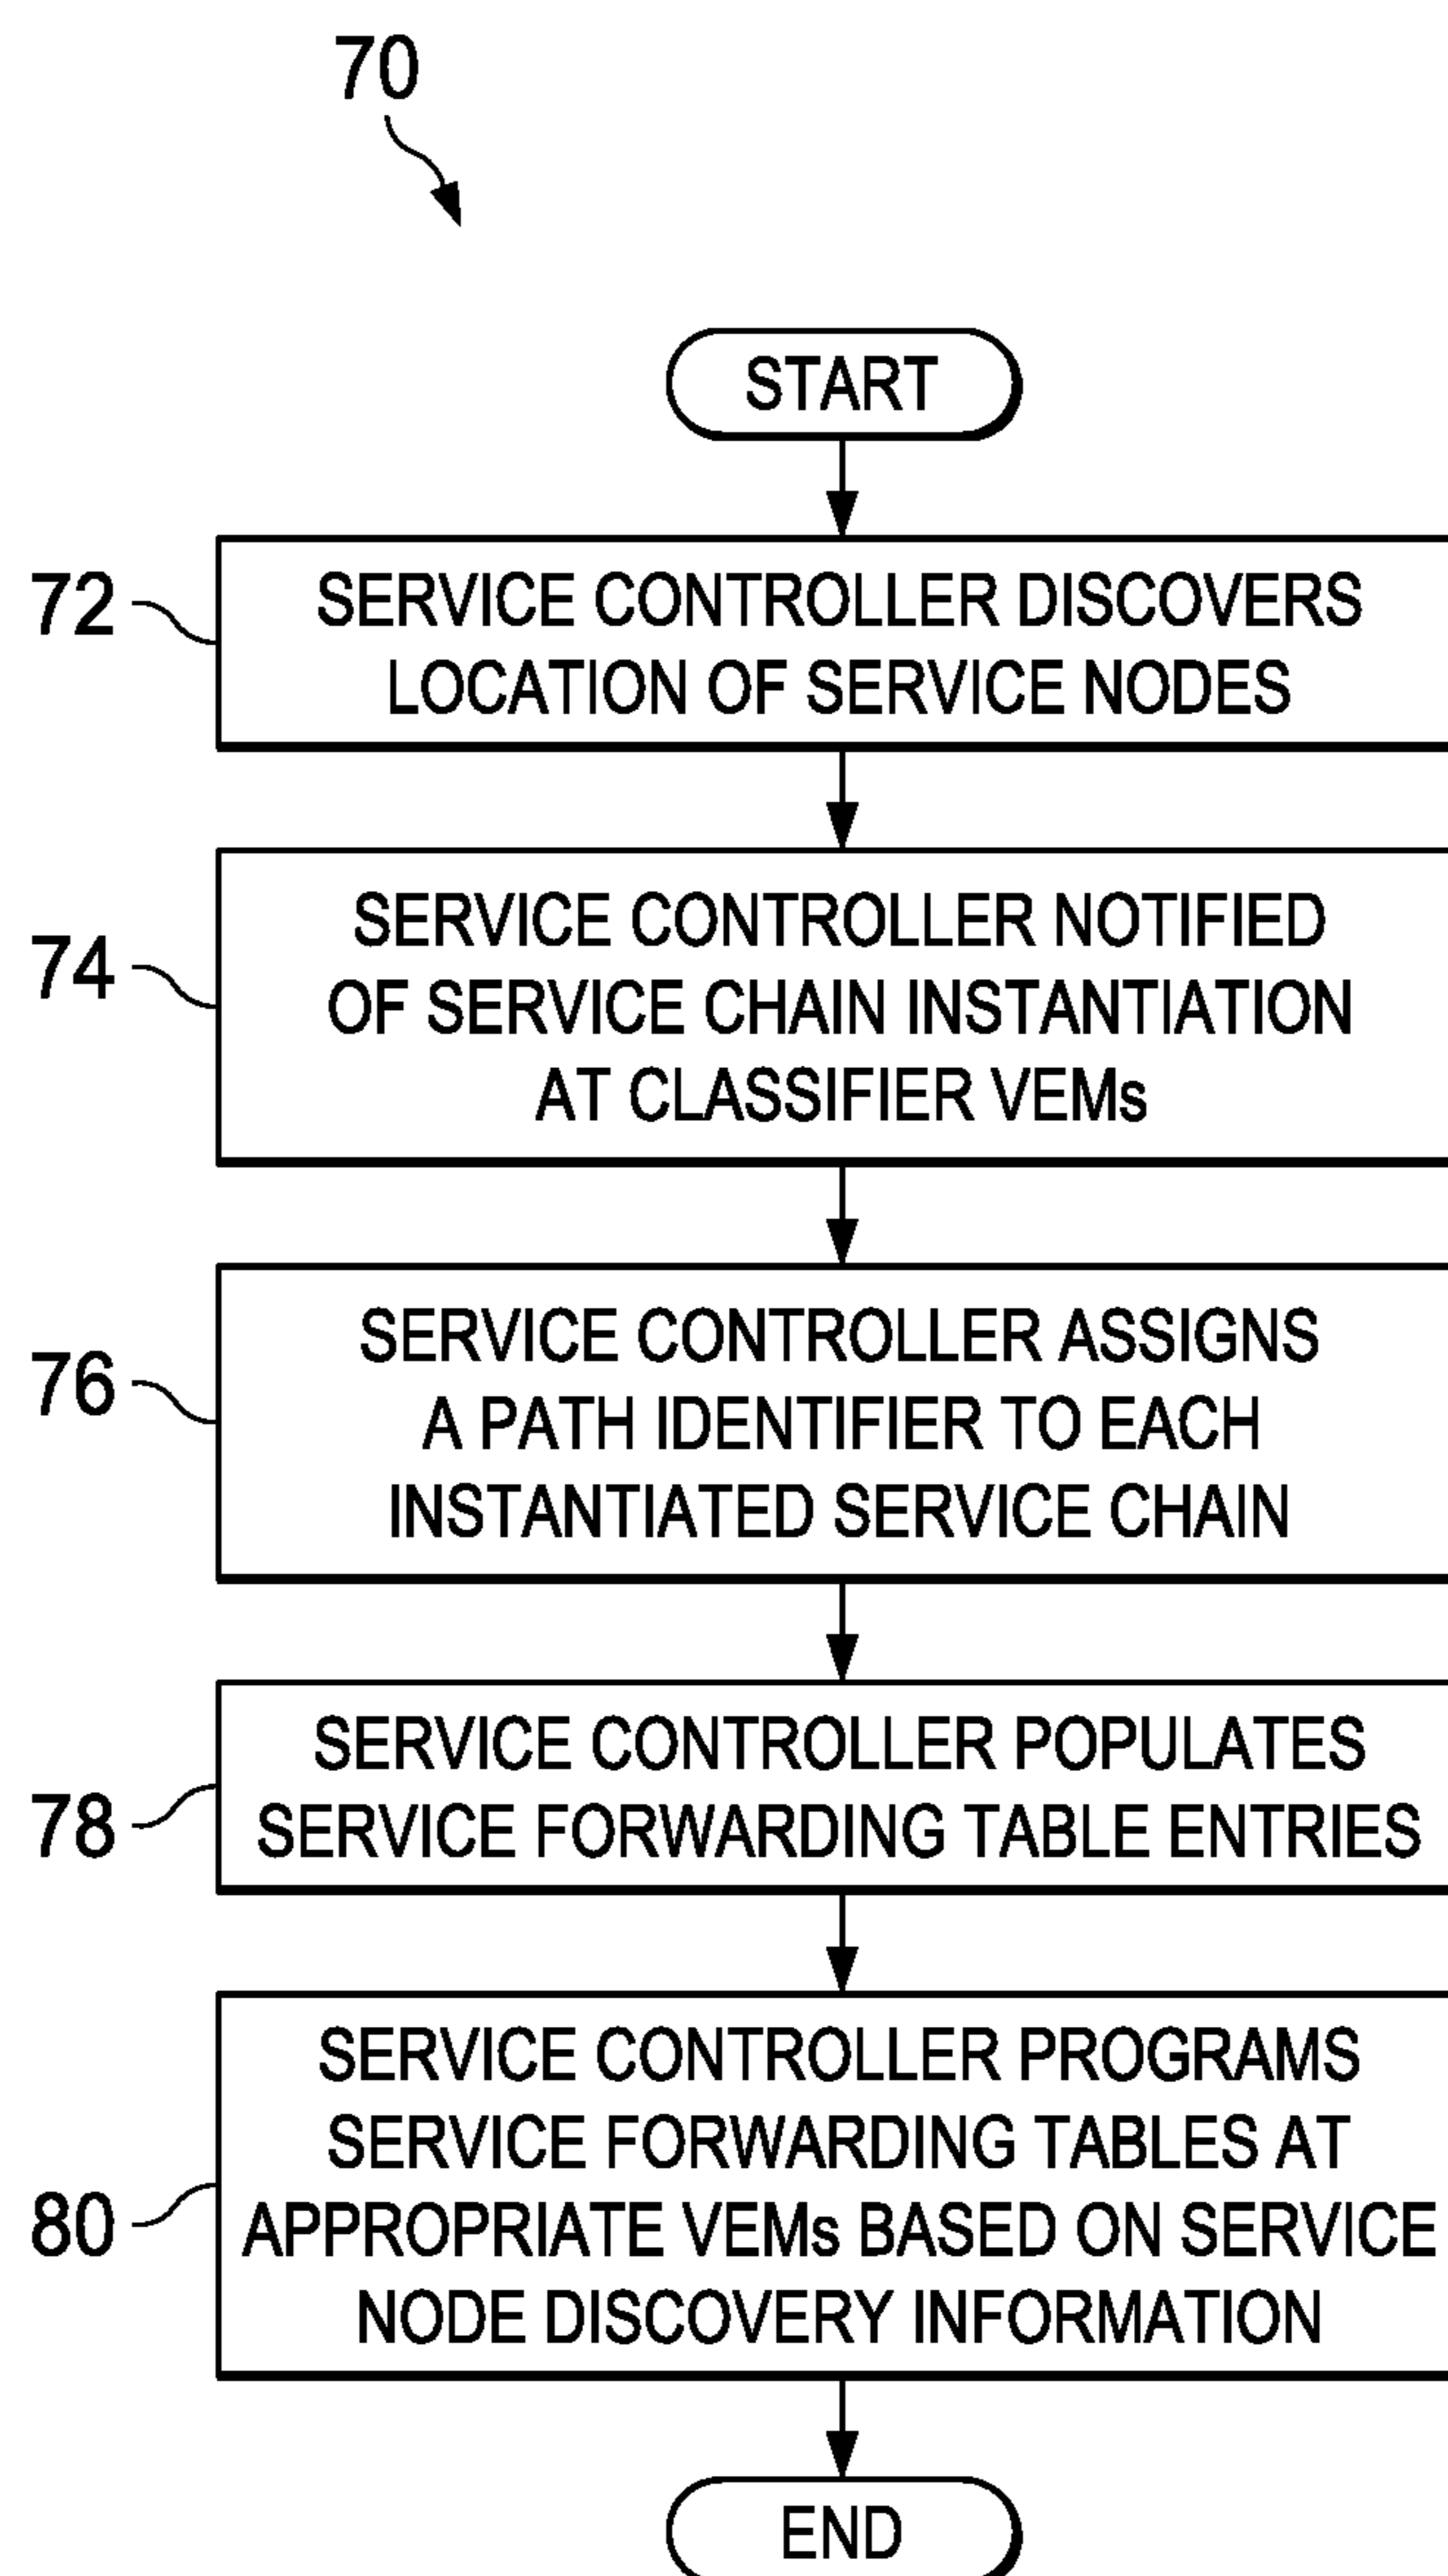 70
START
72
SERVICE CONTROLLER DISCOVERS
LOCATION OF SERVICE NODES
74
SERVICE CONTROLLER NOTIFIED
OF SERVICE CHAIN INSTANTIATION
AT CLASSIFIER VEMs
76
SERVICE CONTROLLER ASSIGNS
A PATH IDENTIFIER TO EACH
INSTANTIATED SERVICE CHAIN
78
SERVICE CONTROLLER POPULATES
SERVICE FORWARDING TABLE ENTRIES
80
SERVICE CONTROLLER PROGRAMS
SERVICE FORWARDING TABLES AT
APPROPRIATE VEMs BASED ON SERVICE
NODE DISCOVERY INFORMATION
END